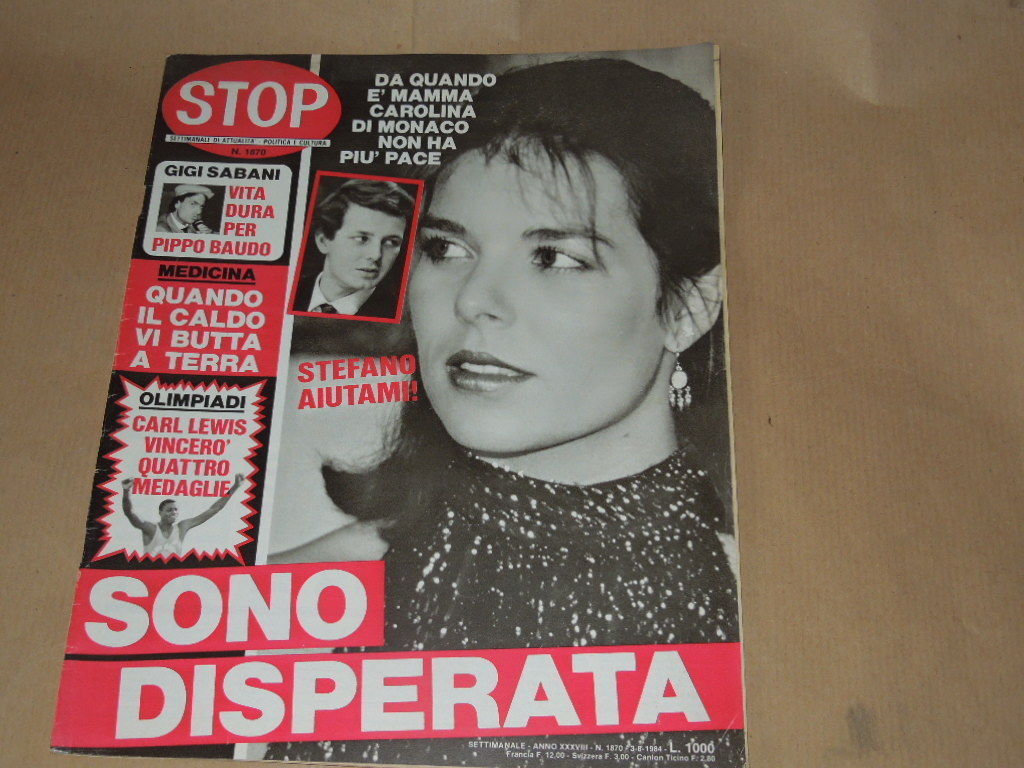 STOP
SETTIMANALE DI ATTUALITA' - POLITICA E CULTURA
N. 1870
DA QUANDO
E' MAMMA
CAROLINA
DI MONACO
NON HA
PIU' PACE
GIGI SABANI
VITA
DURA
PER
PIPPO BAUDO
MEDICINA
QUANDO
IL CALDO
VI BUTTA
A TERRA
STEFANO
AIUTAMI!
OLIMPIADI
CARL LEWIS
VINCERO'
QUATTRO
MEDAGLIE
SONO
DISPERATA
SETTIMANALE - ANNO XXXVIII - N. 1870 - 3-8-1984 - L. 1000
Francia F. 12,00 - Svizzera F. 3,00 - Canton Ticino F. 2,80